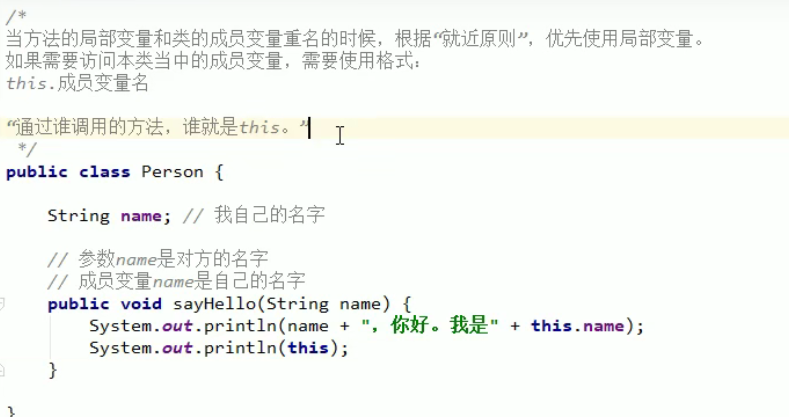 /*
当方法的局部变量和类的成员变量重名的时候，根据“就近原则”，优先使用局部变量。
如果需要访问本类当中的成员变量，需要使用格式：
this.成员变量名
“通过谁调用的方法，谁就是this。”
*/
public class Person {
String name; // 我自己的名字
// 参数name是对方的名字
// 成员变量name是自己的名字
public void sayHello(String name) {
System.out.println(name + "，你好。我是" + this.name);
System.out.println(this);
}
}